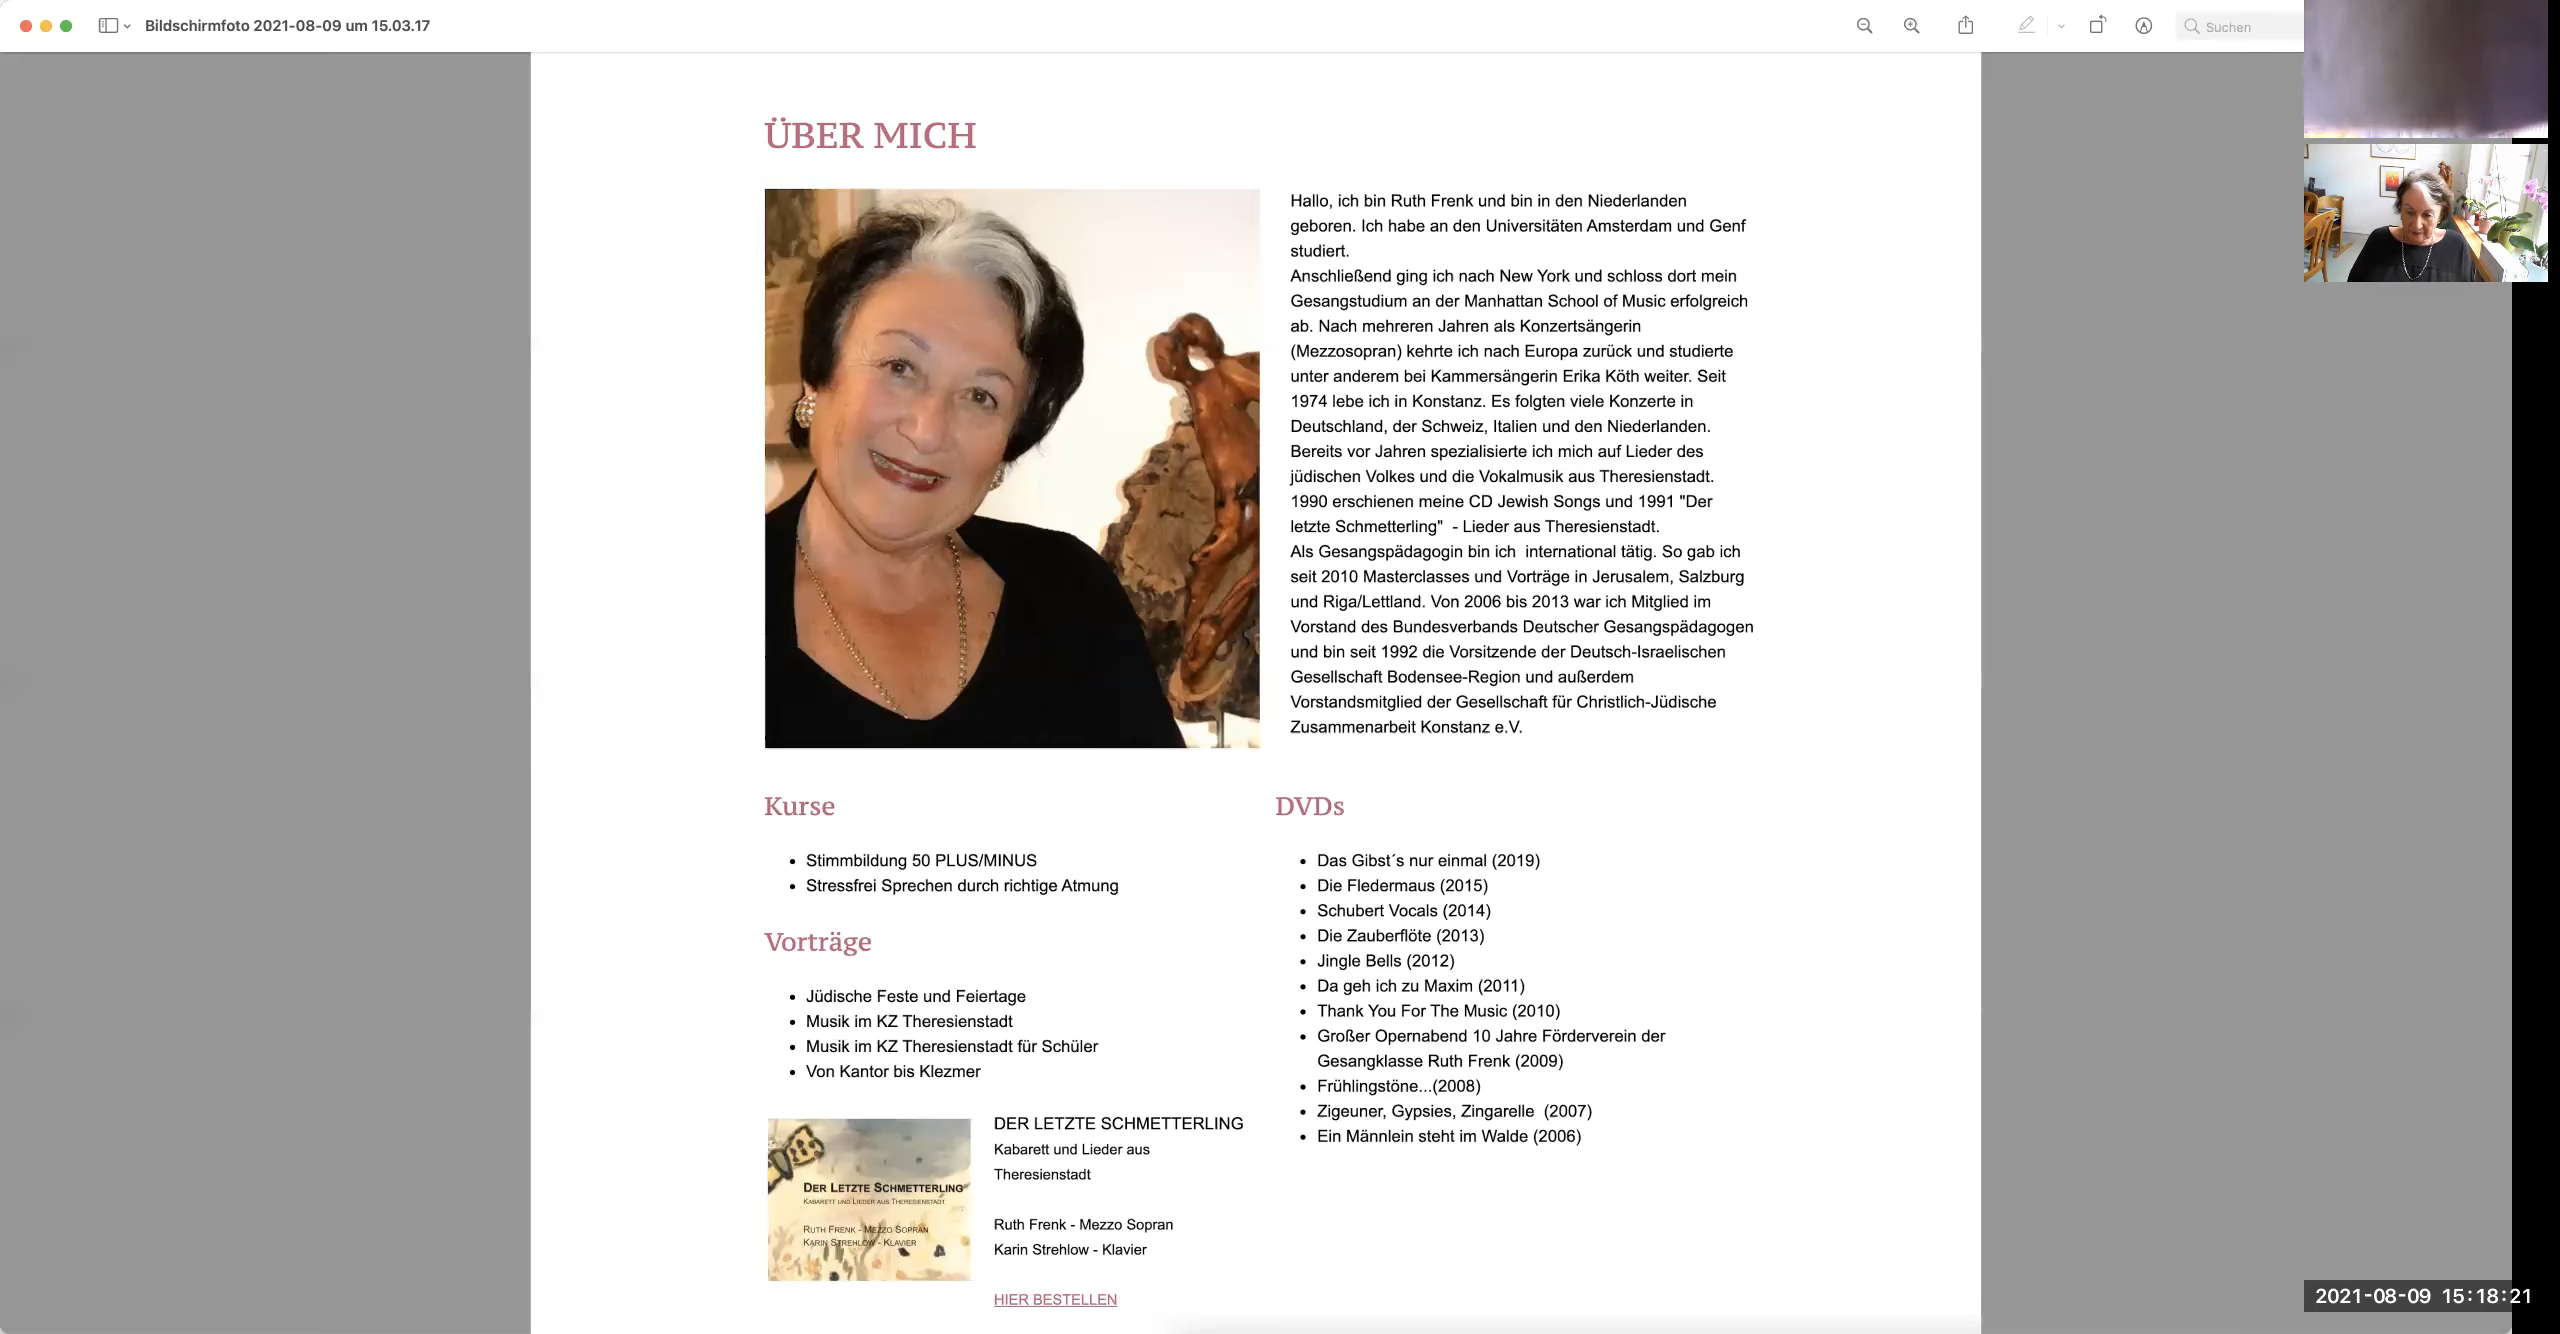 Bildschirmfoto 2021-08-09 um 15.03.17
Suchen
ÜBER MICH
Hallo, ich bin Ruth Frenk und bin in den Niederlanden
geboren. Ich habe an den Universitäten Amsterdam und Genf
studiert.
Anschließend ging ich nach New York und schloss dort mein
Gesangstudium an der Manhattan School of Music erfolgreich
ab. Nach mehreren Jahren als Konzertsängerin
(Mezzosopran) kehrte ich nach Europa zurück und studierte
unter anderem bei Kammersängerin Erika Köth weiter. Seit
1974 lebe ich in Konstanz. Es folgten viele Konzerte in
Deutschland, der Schweiz, Italien und den Niederlanden.
Bereits vor Jahren spezialisierte ich mich auf Lieder des
jüdischen Volkes und die Vokalmusik aus Theresienstadt.
1990 erschienen meine CD Jewish Songs und 1991 "Der
letzte Schmetterling"  - Lieder aus Theresienstadt.
Als Gesangspädagogin bin ich  international tätig. So gab ich
seit 2010 Masterclasses und Vorträge in Jerusalem, Salzburg
und Riga/Lettland. Von 2006 bis 2013 war ich Mitglied im
Vorstand des Bundesverbands Deutscher Gesangspädagogen
und bin seit 1992 die Vorsitzende der Deutsch-Israelischen
Gesellschaft Bodensee-Region und außerdem
Vorstandsmitglied der Gesellschaft für Christlich-Jüdische
Zusammenarbeit Konstanz e.V.
Kurse
• Stimmbildung 50 PLUS/MINUS
• Stressfrei Sprechen durch richtige Atmung
Vorträge
• Jüdische Feste und Feiertage
• Musik im KZ Theresienstadt
• Musik im KZ Theresienstadt für Schüler
• Von Kantor bis Klezmer
DER LETZTE SCHMETTERLING
KABARETT UND LIEDER AUS THERESIENSTADT
RUTH FRENK - MEZZO SOPRAN
KARIN STREHLOW - KLAVIER
DER LETZTE SCHMETTERLING
Kabarett und Lieder aus
Theresienstadt
Ruth Frenk - Mezzo Sopran
Karin Strehlow - Klavier
HIER BESTELLEN
DVDs
• Das Gibst´s nur einmal (2019)
• Die Fledermaus (2015)
• Schubert Vocals (2014)
• Die Zauberflöte (2013)
• Jingle Bells (2012)
• Da geh ich zu Maxim (2011)
• Thank You For The Music (2010)
• Großer Opernabend 10 Jahre Förderverein der
Gesangklasse Ruth Frenk (2009)
• Frühlingstöne...(2008)
• Zigeuner, Gypsies, Zingarelle  (2007)
• Ein Männlein steht im Walde (2006)
2021-08-09 15:18:21